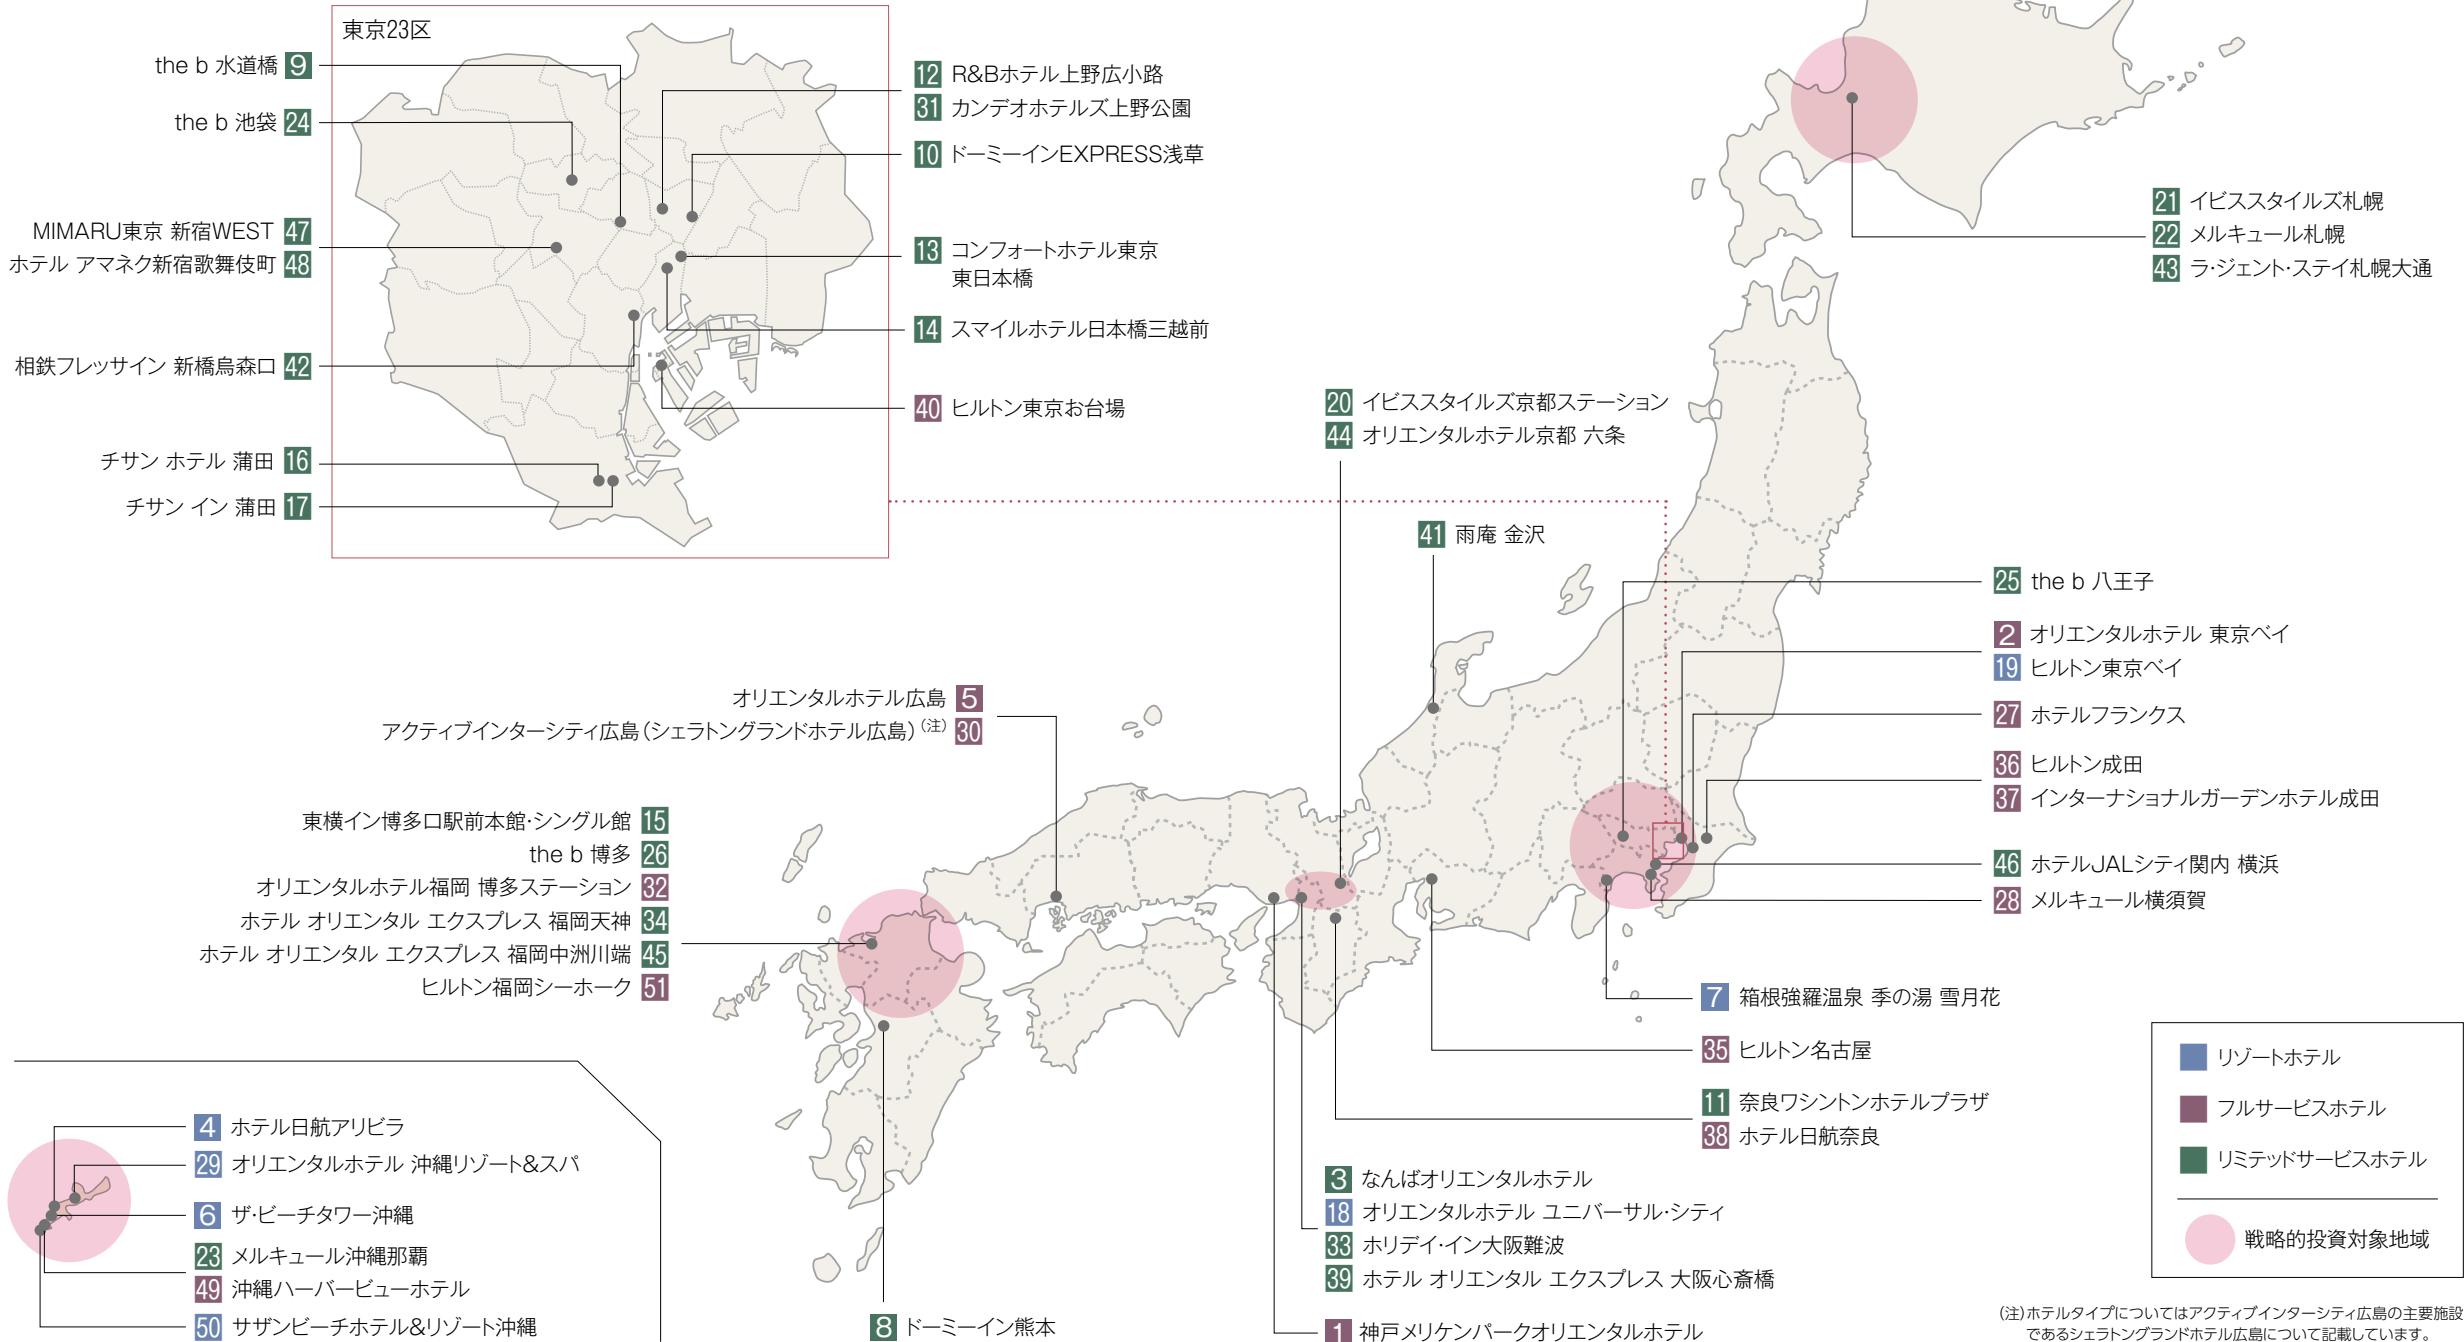 東京23区
the b 水道橋 9
the b 池袋 24
MIMARU東京 新宿WEST 47
ホテル アマネク新宿歌舞伎町 48
相鉄フレッサイン 新橋烏森口 42
チサン ホテル 蒲田 16
チサン イン 蒲田 17
12 R&Bホテル上野広小路
31 カンデオホテルズ上野公園
10 ドーミーインEXPRESS浅草
13 コンフォートホテル東京
東日本橋
14 スマイルホテル日本橋三越前
40 ヒルトン東京お台場
21 イビススタイルズ札幌
22 メルキュール札幌
43 ラ・ジェント・ステイ札幌大通
20 イビススタイルズ京都ステーション
44 オリエンタルホテル京都 六条
41 雨庵 金沢
25 the b 八王子
2 オリエンタルホテル 東京ベイ
19 ヒルトン東京ベイ
27 ホテルフランクス
36 ヒルトン成田
37 インターナショナルガーデンホテル成田
46 ホテルJALシティ関内 横浜
28 メルキュール横須賀
オリエンタルホテル広島 5
アクティブインターシティ広島（シェラトングランドホテル広島）(注) 30
東横イン博多口駅前本館・シングル館 15
the b 博多 26
オリエンタルホテル福岡 博多ステーション 32
ホテル オリエンタル エクスプレス 福岡天神 34
ホテル オリエンタル エクスプレス 福岡中洲川端 45
ヒルトン福岡シーホーク 51
7 箱根強羅温泉 季の湯 雪月花
35 ヒルトン名古屋
11 奈良ワシントンホテルプラザ
38 ホテル日航奈良
3 なんばオリエンタルホテル
18 オリエンタルホテル ユニバーサル・シティ
33 ホリデイ・イン大阪難波
39 ホテル オリエンタル エクスプレス 大阪心斎橋
1 神戸メリケンパークオリエンタルホテル
8 ドーミーイン熊本
4 ホテル日航アリビラ
29 オリエンタルホテル 沖縄リゾート&スパ
6 ザ・ビーチタワー沖縄
23 メルキュール沖縄那覇
49 沖縄ハーバービューホテル
50 サザンビーチホテル&リゾート沖縄
リゾートホテル
フルサービスホテル
リミテッドサービスホテル
戦略的投資対象地域
(注)ホテルタイプについてはアクティブインターシティ広島の主要施設
であるシェラトングランドホテル広島について記載しています。